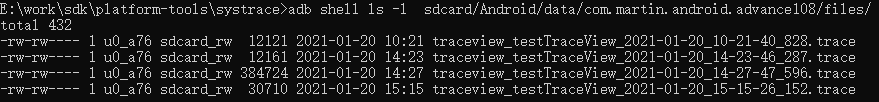 E:\work\sdk\platform-tools\systrace>adb shell ls -l  sdcard/Android/data/com.martin.android.advance108/files/
total 432
-rw-rw---- 1 u0_a76 sdcard_rw  12121 2021-01-20 10:21 traceview_testTraceView_2021-01-20_10-21-40_828.trace
-rw-rw---- 1 u0_a76 sdcard_rw  12161 2021-01-20 14:23 traceview_testTraceView_2021-01-20_14-23-46_287.trace
-rw-rw---- 1 u0_a76 sdcard_rw 384724 2021-01-20 14:27 traceview_testTraceView_2021-01-20_14-27-47_596.trace
-rw-rw---- 1 u0_a76 sdcard_rw  30710 2021-01-20 15:15 traceview_testTraceView_2021-01-20_15-15-26_152.trace